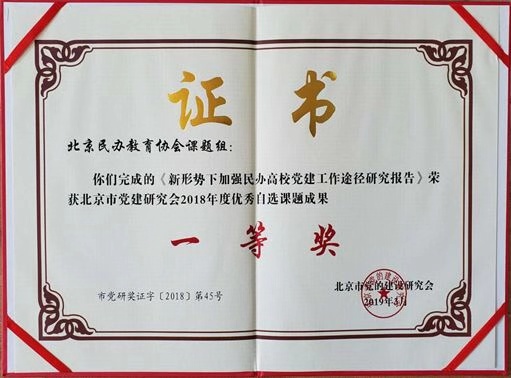 证书
北京民办教育协会课题组：
你们完成的《新形势下加强民办高校党建工作途径研究报告》荣
获北京市党建研究会2018年度优秀自选课题成果
一等奖
北京市党的建设研究会
市党研奖证字〔2018〕第45号
2019年3月